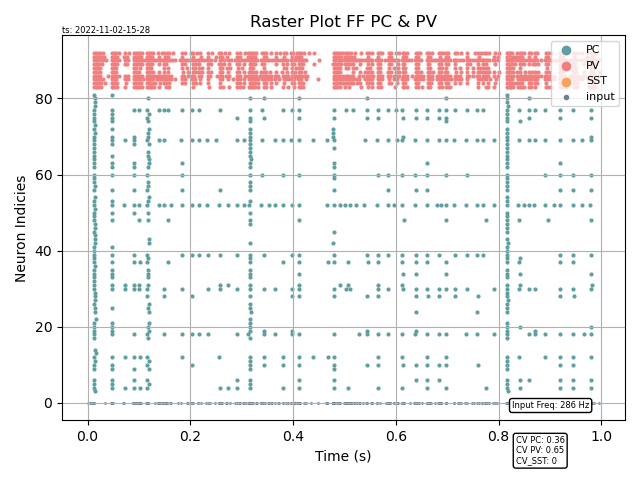 Raster Plot FF PC & PV
ts: 2022-11-02-15-28
PC
PV
SST
input
80
60
40
20
0
Neuron Indicies
Input Freq: 286 Hz
0.0 0.2 0.4 0.6 0.8 1.0
Time (s)
CV PC: 0.36
CV PV: 0.65
CV_SST: 0